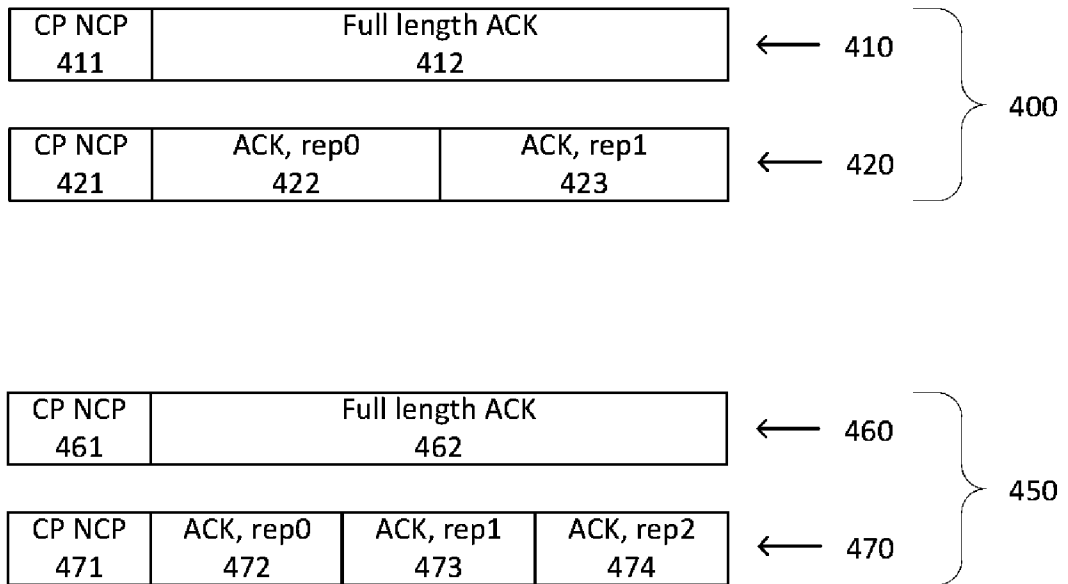 CP NCP
411
Full length ACK
412
410
400
CP NCP
421
ACK, rep0
422
ACK, rep1
423
420
CP NCP
461
Full length ACK
462
460
450
CP NCP
471
ACK, rep0
472
ACK, rep1
473
ACK, rep2
474
470